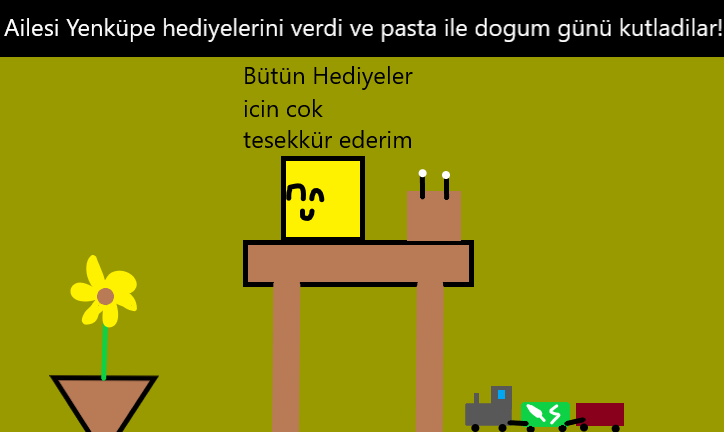 Ailesi Yenküpe hediyelerini verdi ve pasta ile dogum günü kutladilar!
Bütün Hediyeler
icin cok
tesekkür ederim